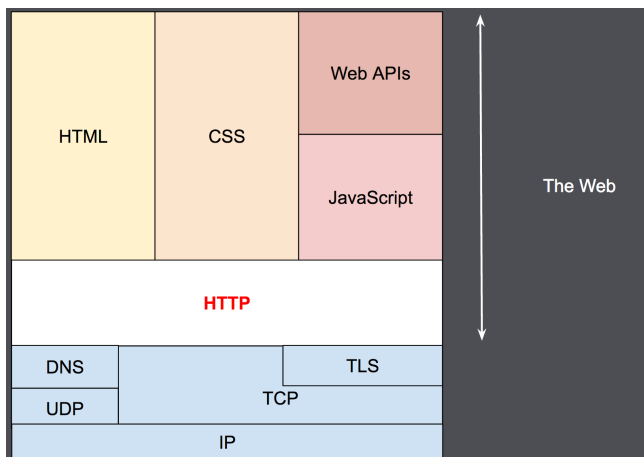 Web APIs
HTML
CSS
The Web
JavaScript
HTTP
DNS
TLS
TCP
UDP
IP